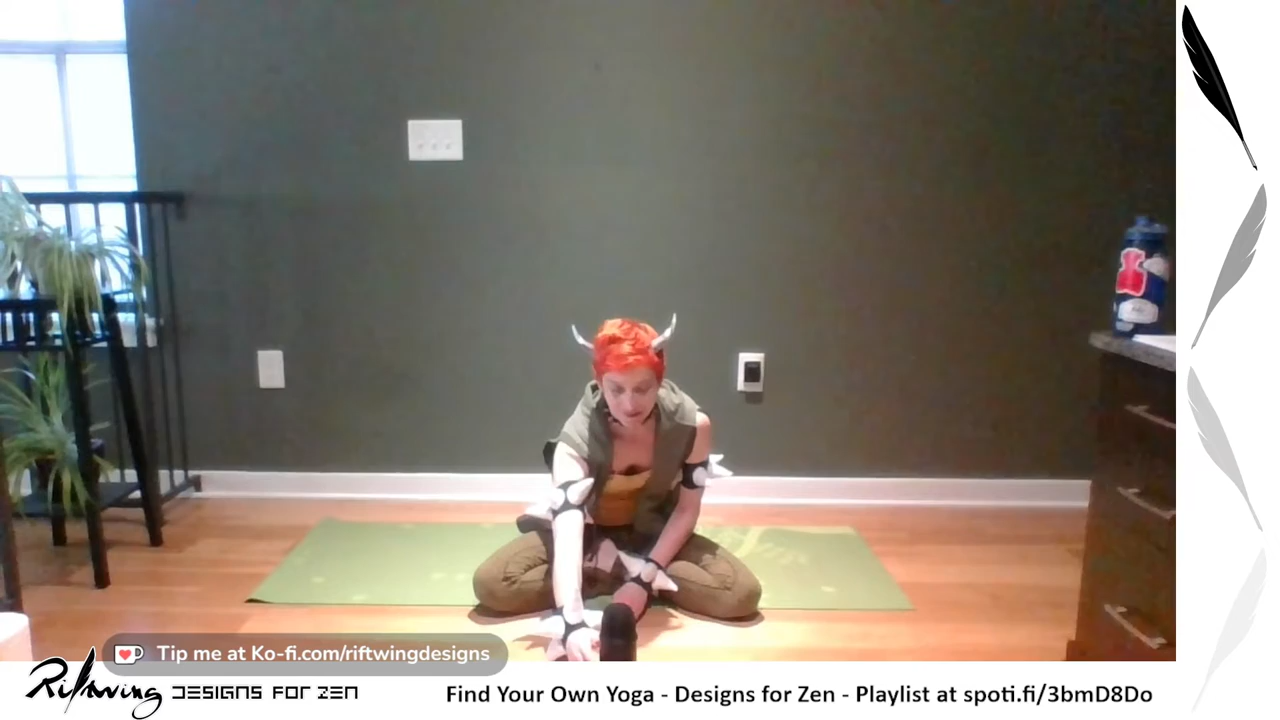 Tip me at Ko-fi.com/riftwingdesigns
Riftwing DESIGNS FOR ZEN
Find Your Own Yoga - Designs for Zen - Playlist at spoti.fi/3bmD8Do